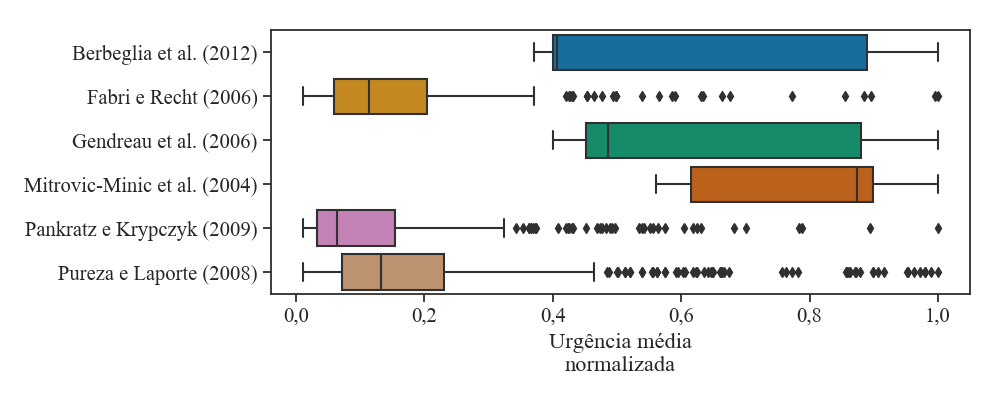 Berbeglia et al. (2012)
Fabri e Recht (2006)
Gendreau et al. (2006)
Mitrovic-Minic et al. (2004)
Pankratz e Krypczyk (2009)
Pureza e Laporte (2008)
0,0 0,2 0,4 0,6 0,8 1,0
Urgência média
normalizada